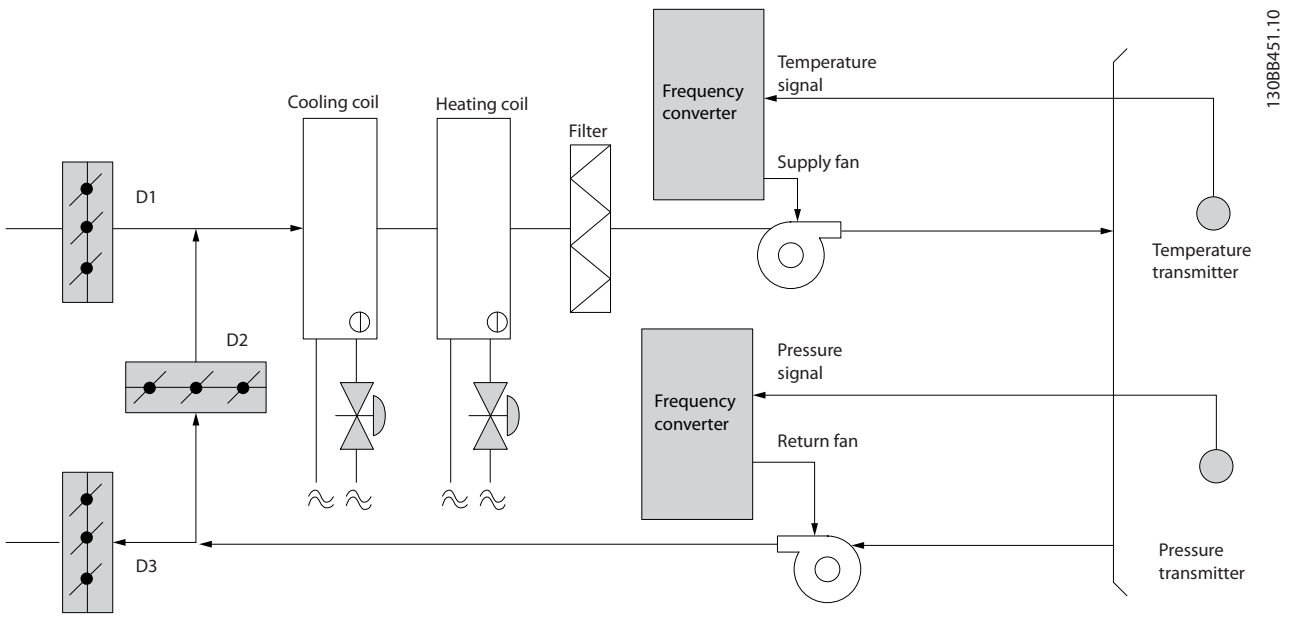 130BB451.10
Temperature
signal
Frequency
converter
Cooling coil
Heating coil
Filter
Supply fan
D1
Temperature
transmitter
D2
Pressure
signal
Frequency
converter
Return fan
D3
Pressure
transmitter